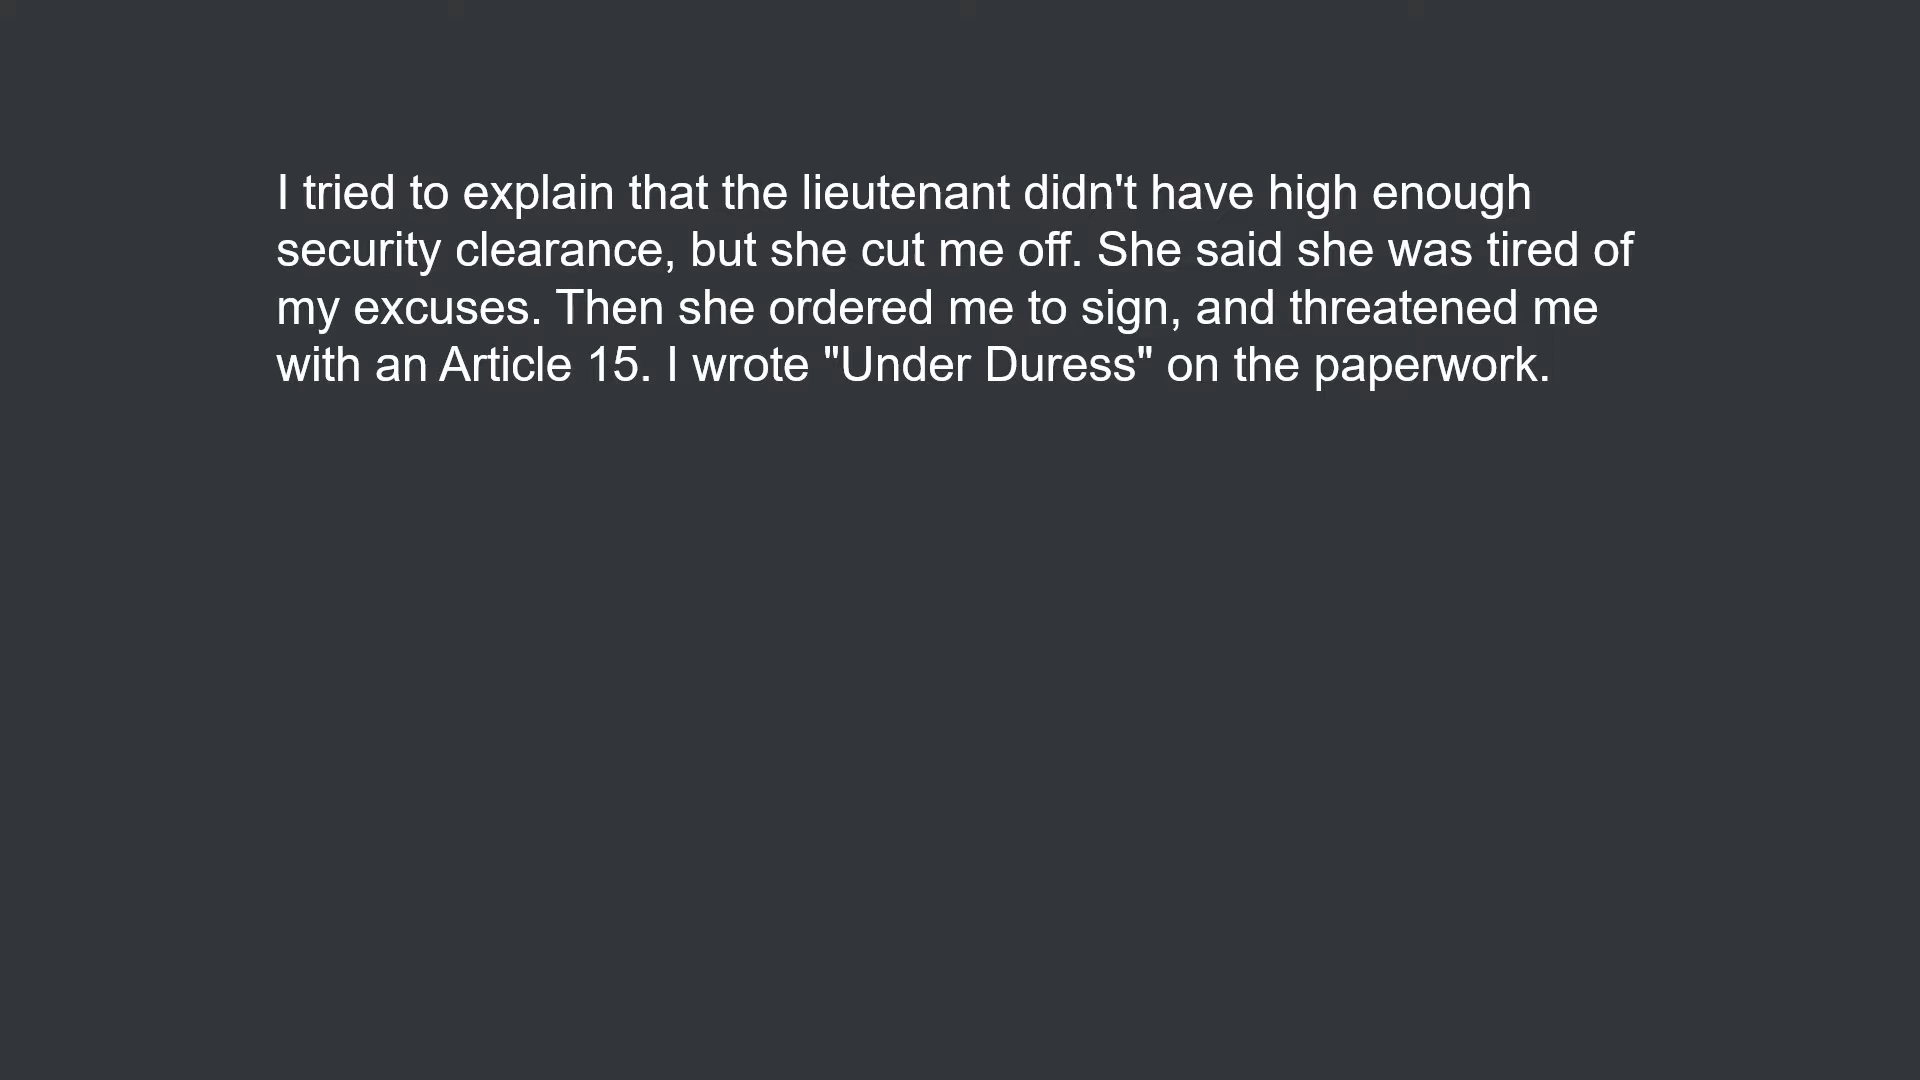 I tried to explain that the lieutenant didn't have high enough
security clearance, but she cut me off. She said she was tired of
my excuses. Then she ordered me to sign, and threatened me
with an Article 15. I wrote "Under Duress" on the paperwork.